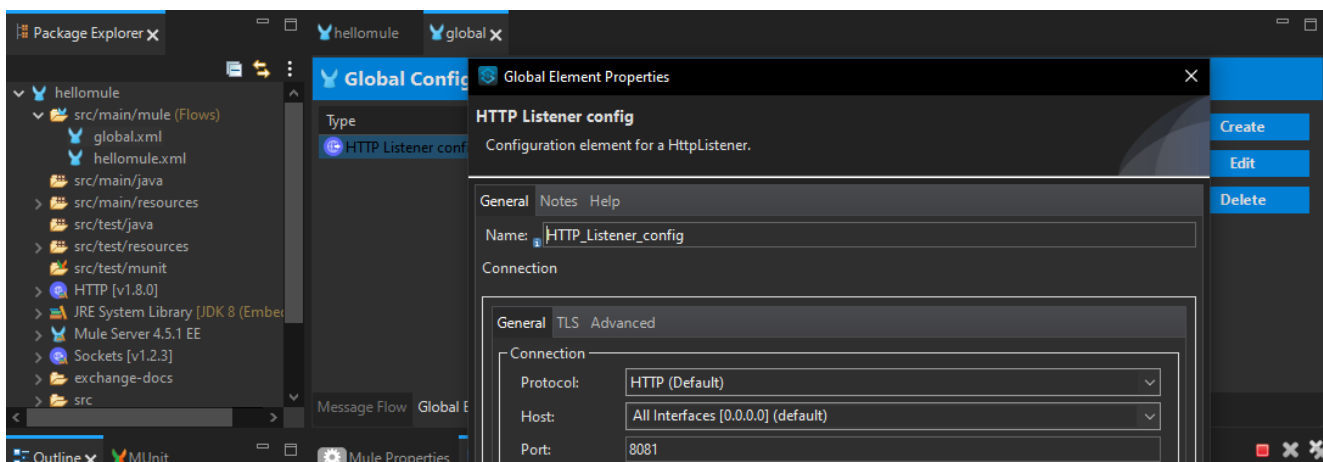 Package Explorer
hellomule
global
hellomule
src/main/mule (Flows)
global.xml
hellomule.xml
src/main/java
src/main/resources
src/test/java
src/test/resources
src/test/munit
HTTP [v1.8.0]
JRE System Library [JDK 8 (Embe
Mule Server 4.5.1 EE
Sockets [v1.2.3]
exchange-docs
src
Outline
MUnit
Global Config
Type
HTTP Listener conf
Message Flow
Global E
Mule Properties
Global Element Properties
HTTP Listener config
Configuration element for a HttpListener.
General Notes Help
Name: HTTP_Listener_config
Connection
General TLS Advanced
Connection
Protocol: HTTP (Default)
Host: All Interfaces [0.0.0.0] (default)
Port: 8081
Create
Edit
Delete